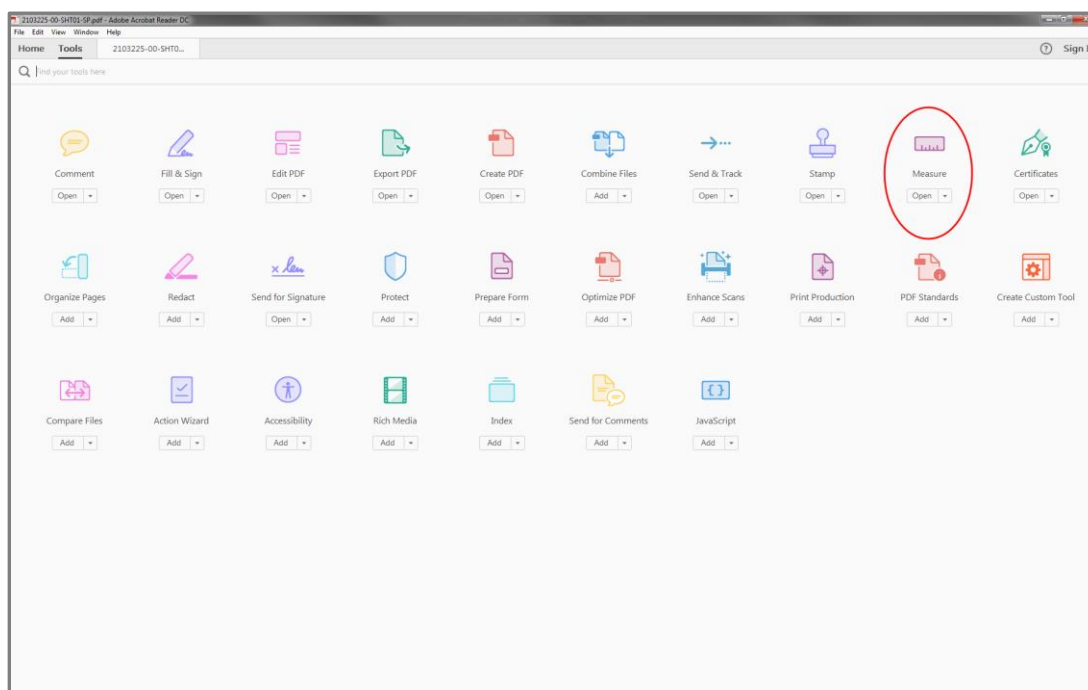 2103225-00-SHT01-SP.pdf - Adobe Acrobat Reader DC
File Edit View Window Help
Home Tools 2103225-00-SHT0... Sign I
Find your tools here
Comment Fill & Sign Edit PDF Export PDF Create PDF Combine Files Send & Track Stamp Measure Certificates
Open Open Open Open Open Add Open Open Open Open
Organize Pages Redact Send for Signature Protect Prepare Form Optimize PDF Enhance Scans Print Production PDF Standards Create Custom Tool
Add Add Open Add Add Add Add Add Add Add
Compare Files Action Wizard Accessibility Rich Media Index Send for Comments JavaScript
Add Add Add Add Add Add Add